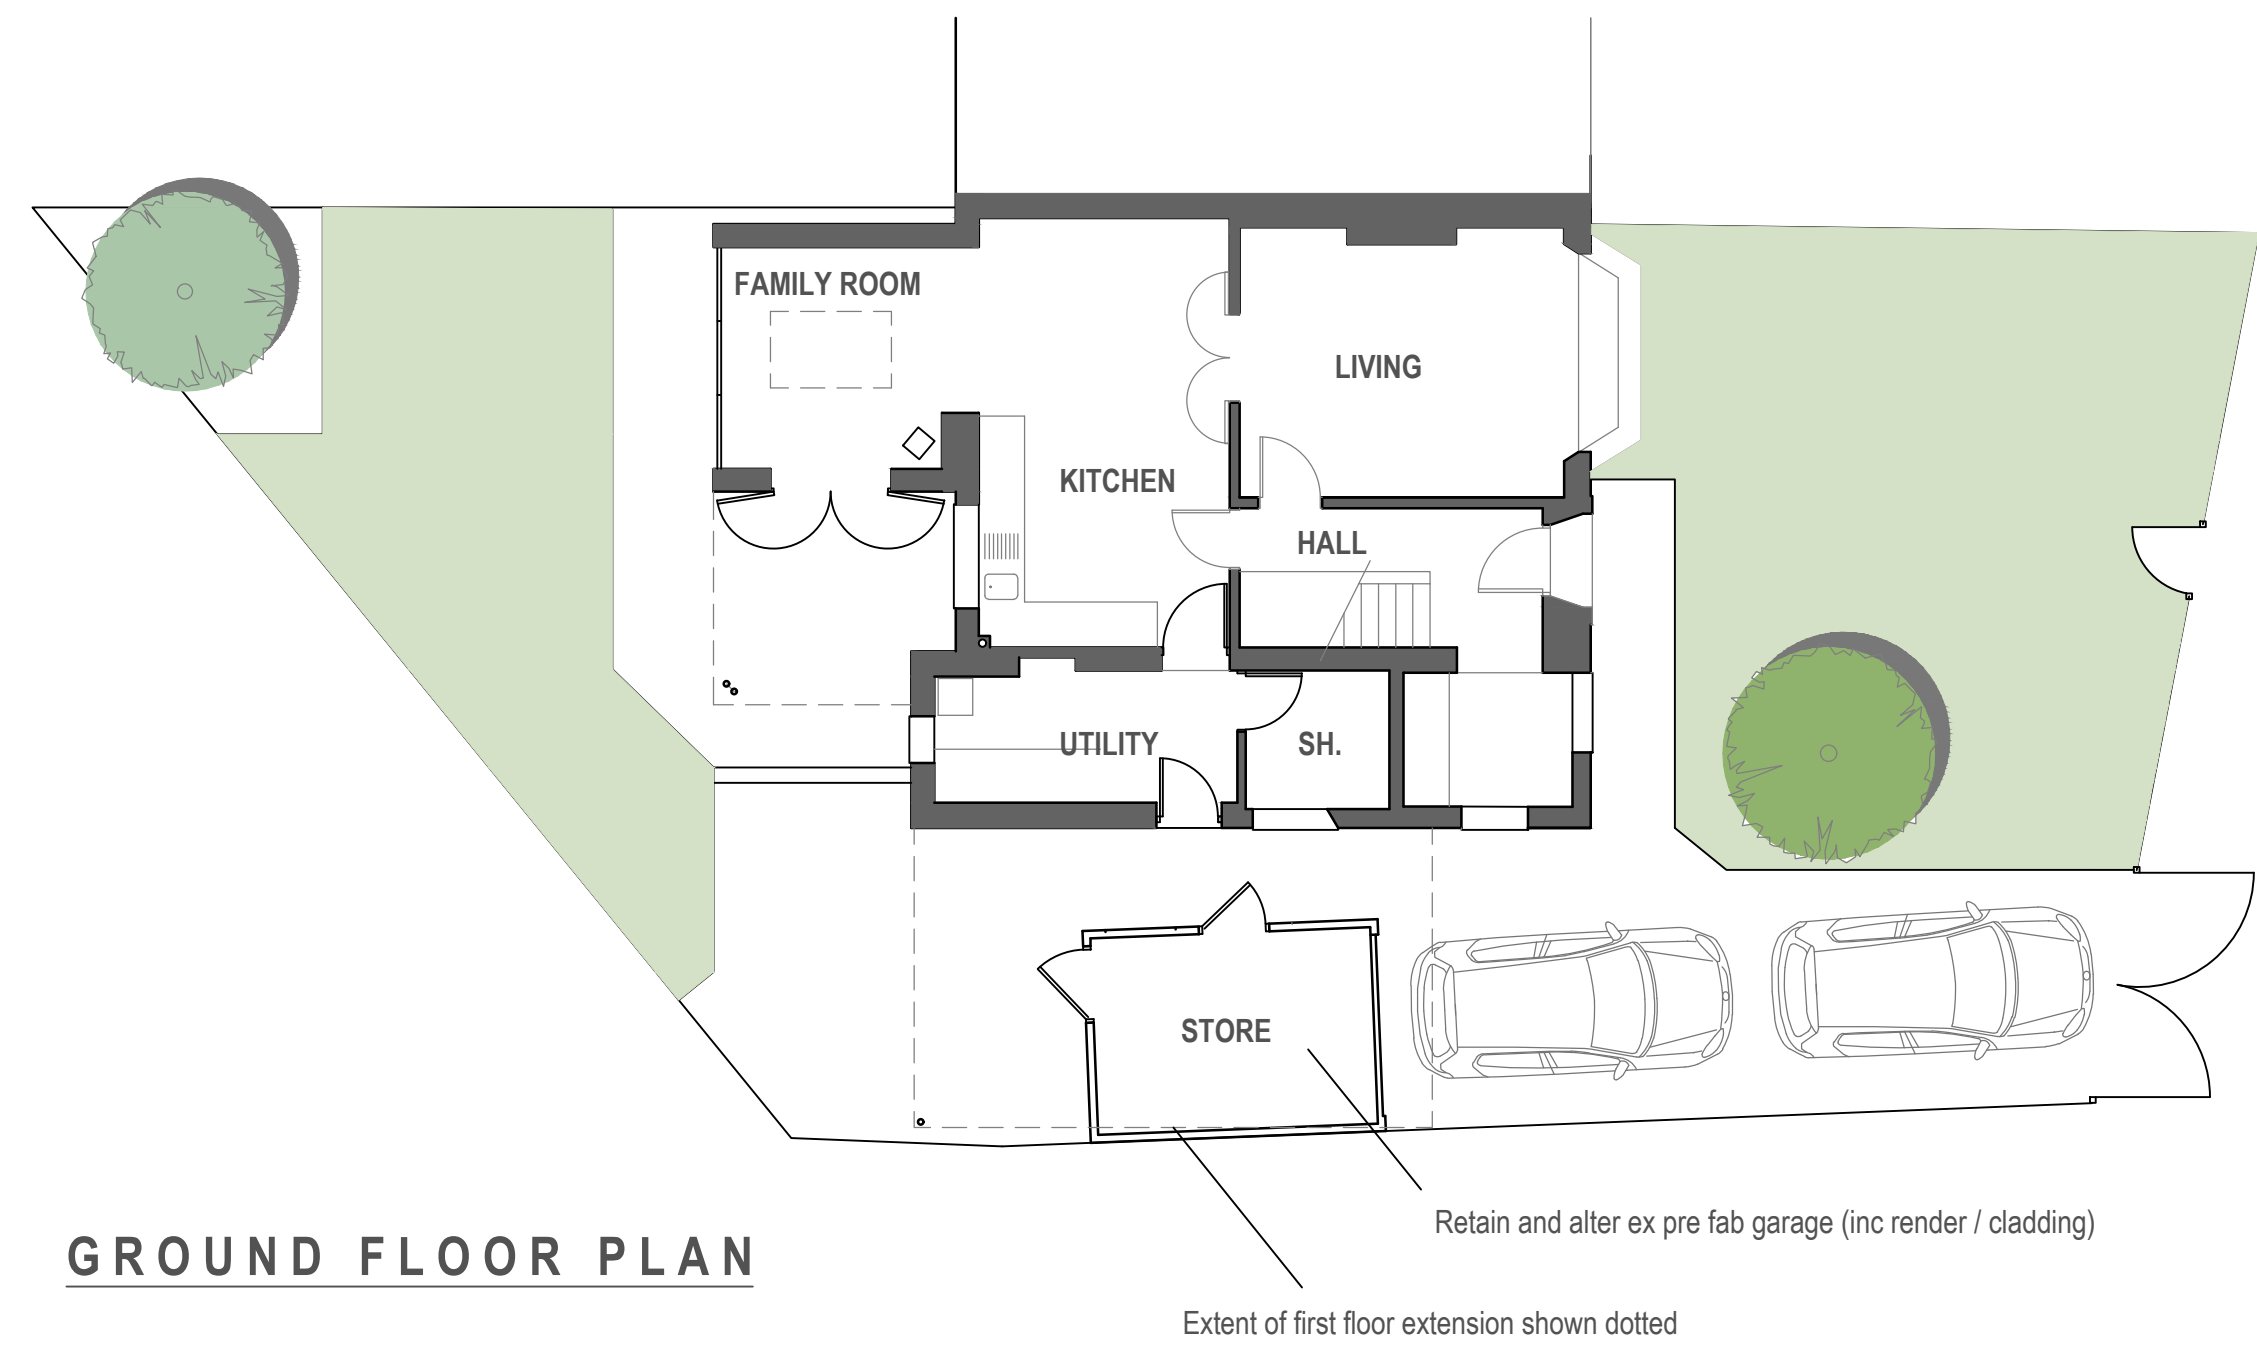 FAMILY ROOM
LIVING
KITCHEN
HALL
UTILITY
SH.
STORE
Retain and alter ex pre fab garage (inc render / cladding)
GROUND FLOOR PLAN
Extent of first floor extension shown dotted